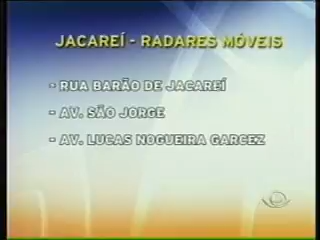 JACAREÍ - RADARES MÓVEIS
- RUA BARÃO DE JACAREÍ
- AV. SÃO JORGE
- AV. LUCAS NOGUEIRA GARCEZ